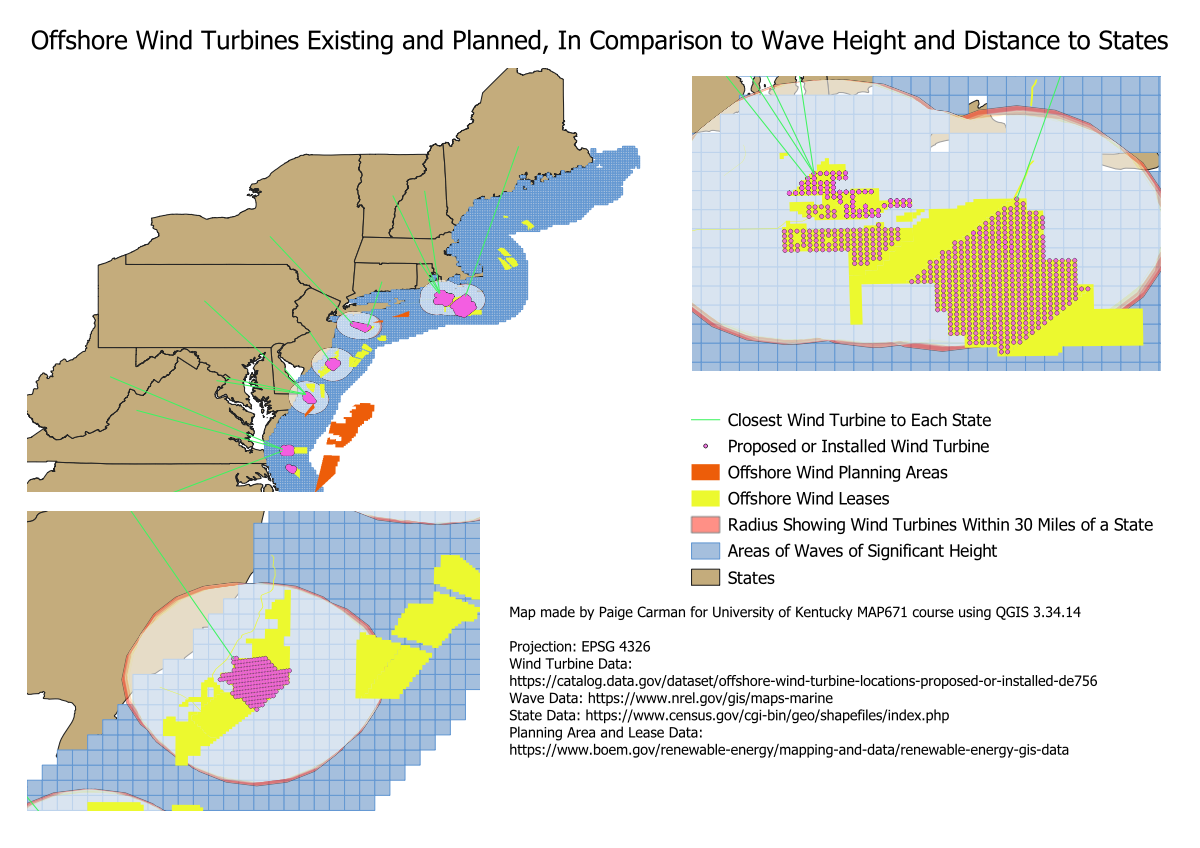 Offshore Wind Turbines Existing and Planned, In Comparison to Wave Height and Distance to States
Closest Wind Turbine to Each State
Proposed or Installed Wind Turbine
Offshore Wind Planning Areas
Offshore Wind Leases
Radius Showing Wind Turbines Within 30 Miles of a State
Areas of Waves of Significant Height
States
Map made by Paige Carman for University of Kentucky MAP671 course using QGIS 3.34.14
Projection: EPSG 4326
Wind Turbine Data:
https://catalog.data.gov/dataset/offshore-wind-turbine-locations-proposed-or-installed-de756
Wave Data: https://www.nrel.gov/gis/maps-marine
State Data: https://www.census.gov/cgi-bin/geo/shapefiles/index.php
Planning Area and Lease Data:
https://www.boem.gov/renewable-energy/mapping-and-data/renewable-energy-gis-data